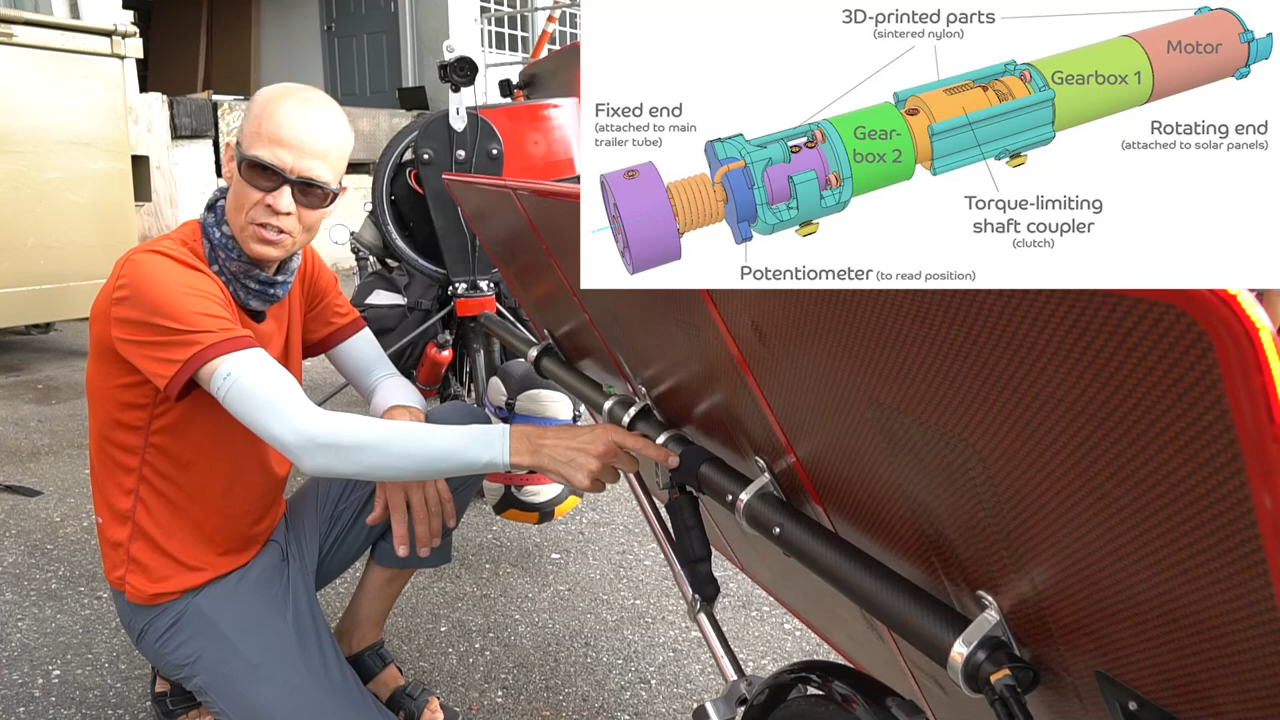 3D-printed parts
(sintered nylon)
Motor
Gearbox 1
Fixed end
(attached to main
trailer tube)
Gear-
box 2
Rotating end
(attached to solar panels)
Torque-limiting
shaft coupler
(clutch)
Potentiometer (to read position)